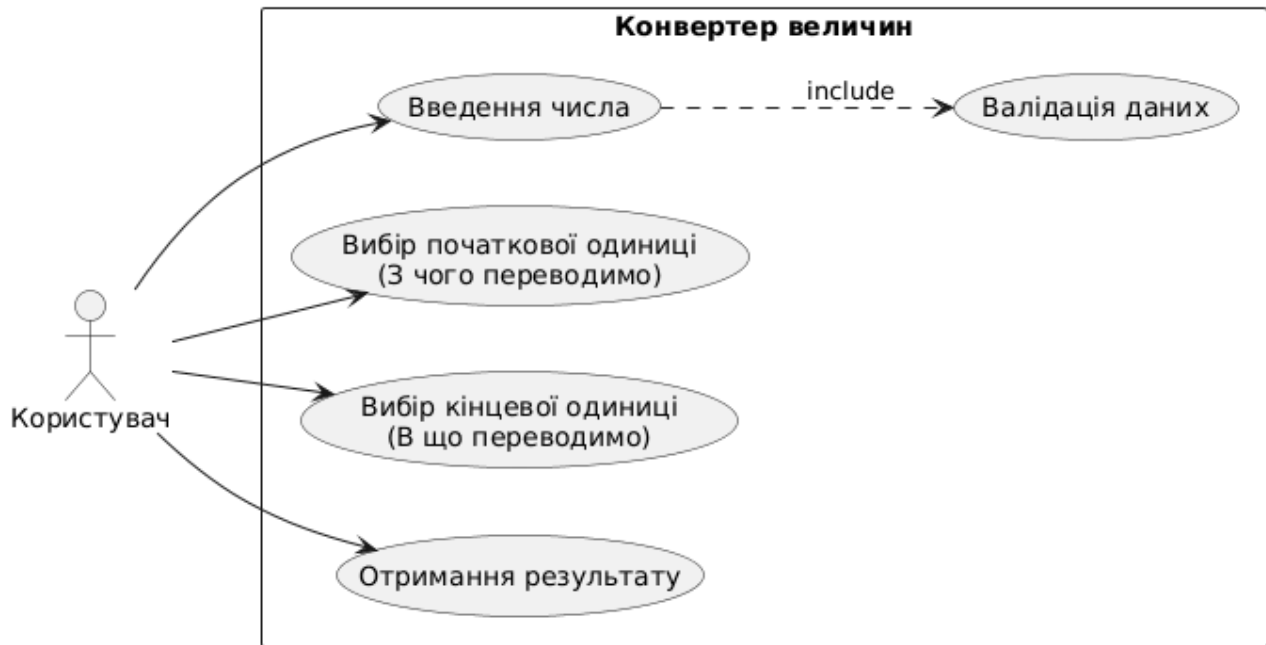 Конвертер величин
Введення числа
include
Валідація даних
Вибір початкової одиниці
(З чого переводимо)
Вибір кінцевої одиниці
(В що переводимо)
Користувач
Отримання результату